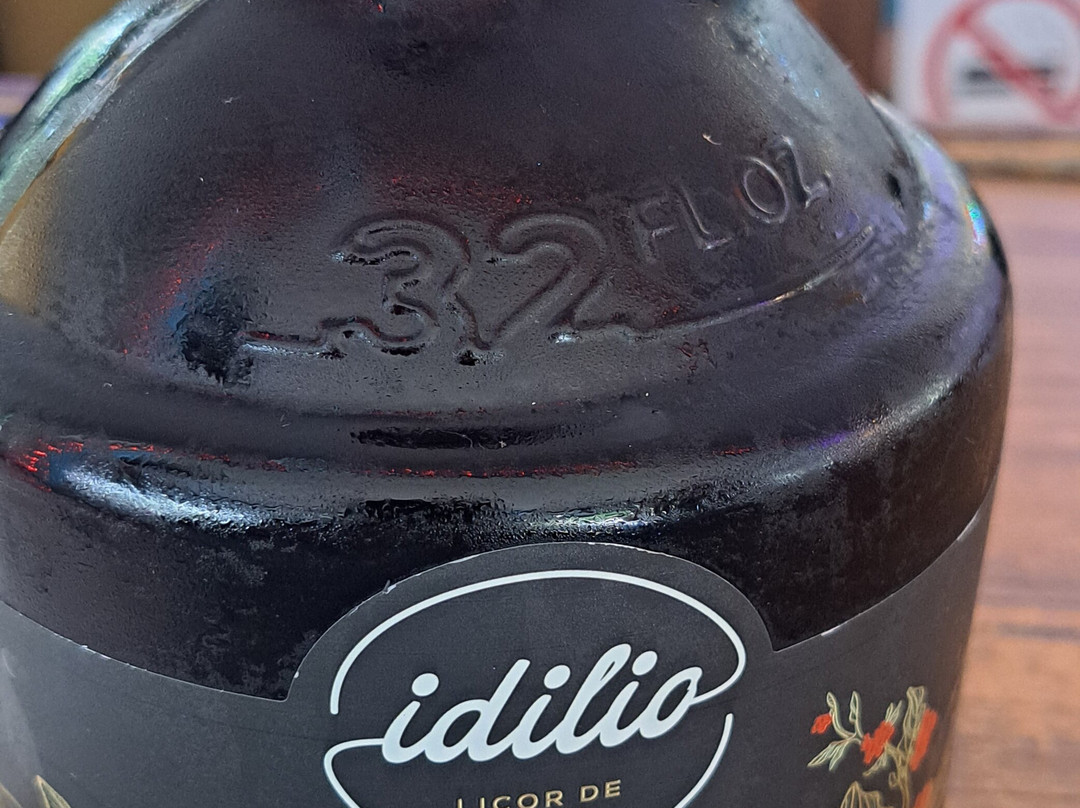 32 FL.OZ
idilio
LICOR DE